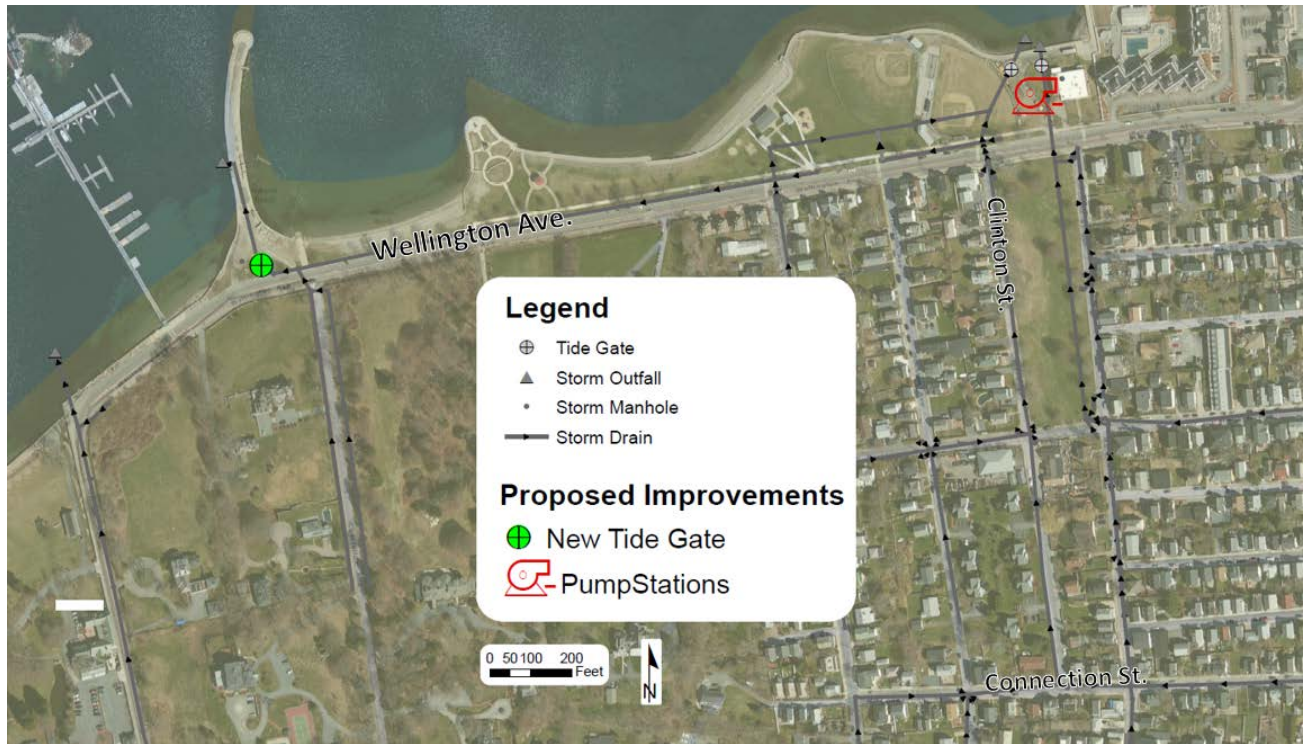 Wellington Ave.
Clinton St.
Legend
Tide Gate
Storm Outfall
Storm Manhole
Storm Drain
Proposed Improvements
New Tide Gate
PumpStations
0 50 100 200
Feet
N
Connection St.